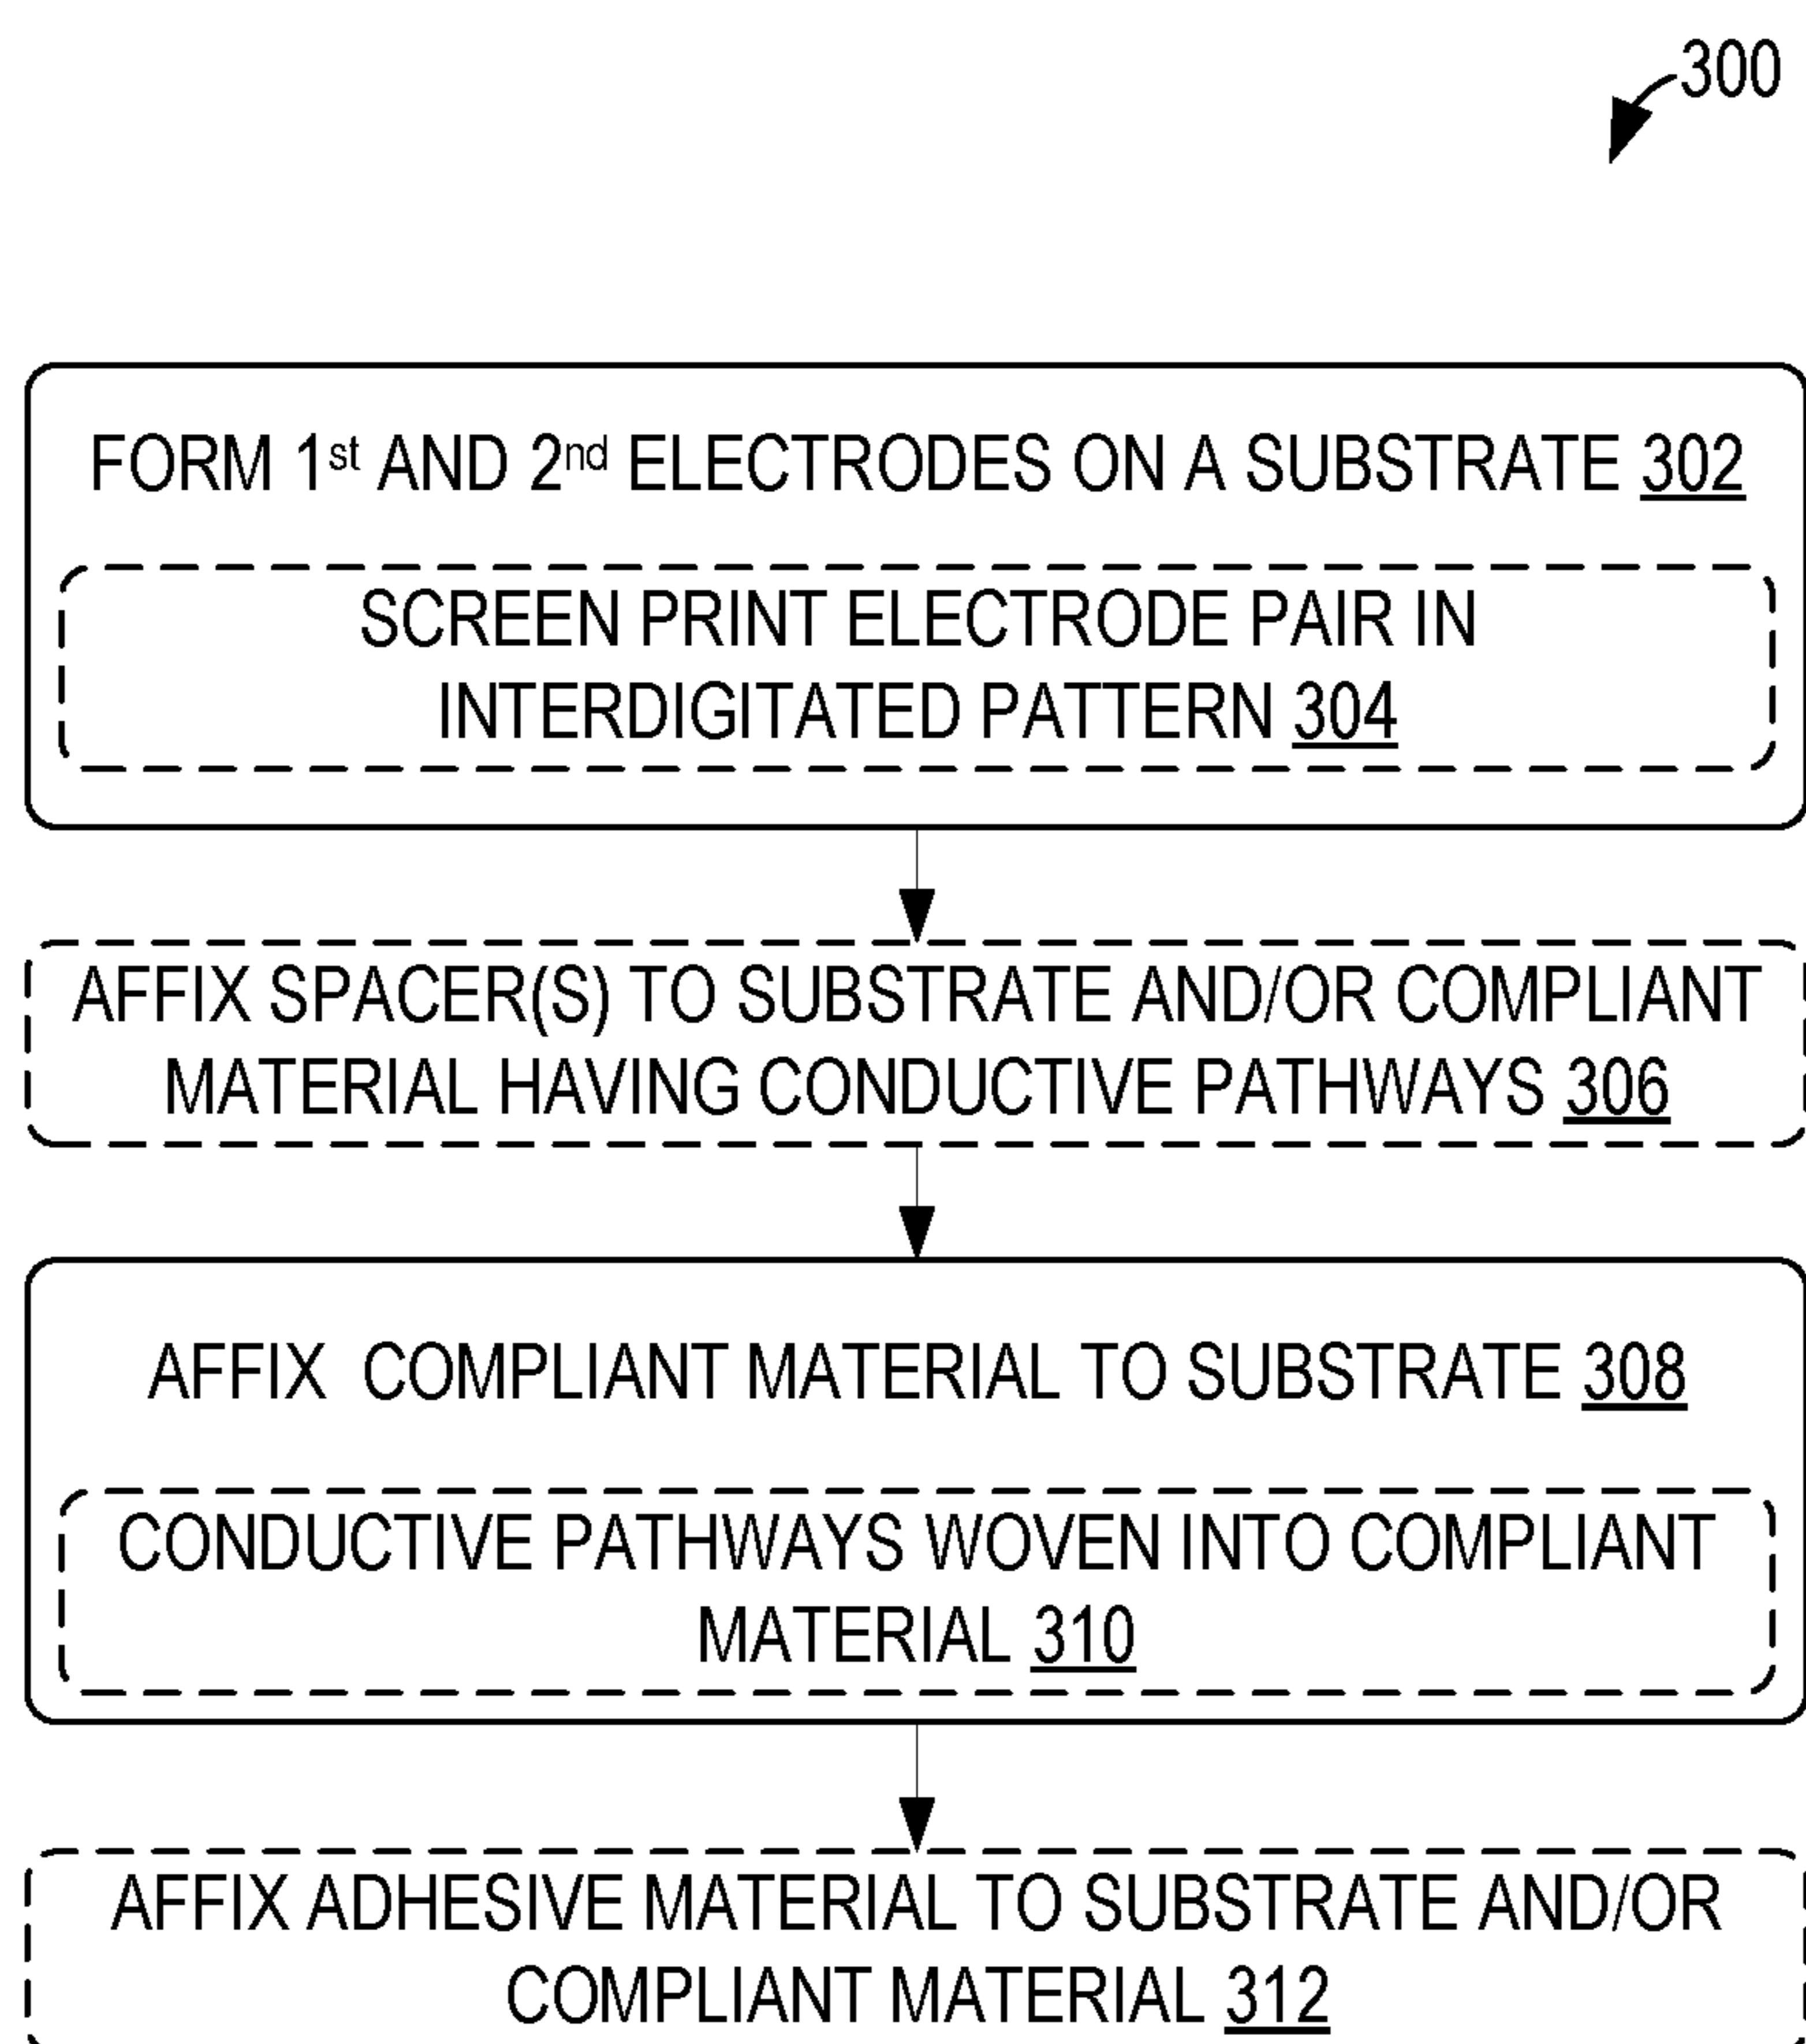 300
FORM 1st AND 2nd ELECTRODES ON A SUBSTRATE 302
SCREEN PRINT ELECTRODE PAIR IN
INTERDIGITATED PATTERN 304
AFFIX SPACER(S) TO SUBSTRATE AND/OR COMPLIANT
MATERIAL HAVING CONDUCTIVE PATHWAYS 306
AFFIX COMPLIANT MATERIAL TO SUBSTRATE 308
CONDUCTIVE PATHWAYS WOVEN INTO COMPLIANT
MATERIAL 310
AFFIX ADHESIVE MATERIAL TO SUBSTRATE AND/OR
COMPLIANT MATERIAL 312